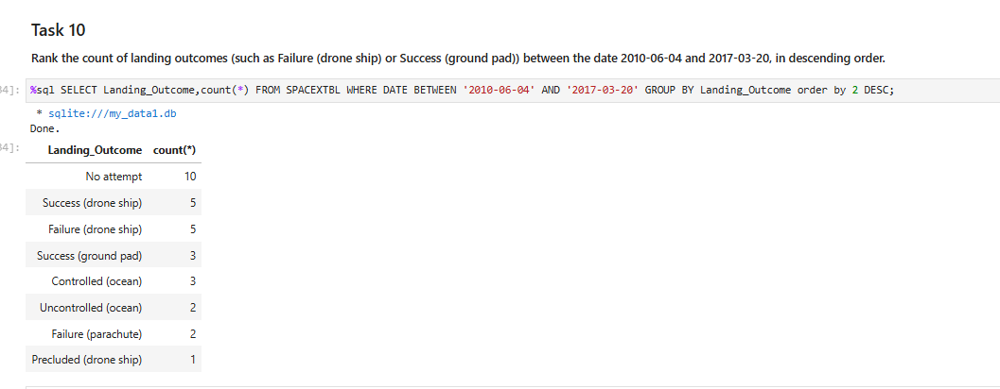 Task 10
Rank the count of landing outcomes (such as Failure (drone ship) or Success (ground pad)) between the date 2010-06-04 and 2017-03-20, in descending order.
34]: %sql SELECT Landing_Outcome,count(*) FROM SPACEXTBL WHERE DATE BETWEEN '2010-06-04' AND '2017-03-20' GROUP BY Landing_Outcome order by 2 DESC;
* sqlite:///my_data1.db
Done.
34]: Landing_Outcome count(*)
No attempt 10
Success (drone ship) 5
Failure (drone ship) 5
Success (ground pad) 3
Controlled (ocean) 3
Uncontrolled (ocean) 2
Failure (parachute) 2
Precluded (drone ship) 1